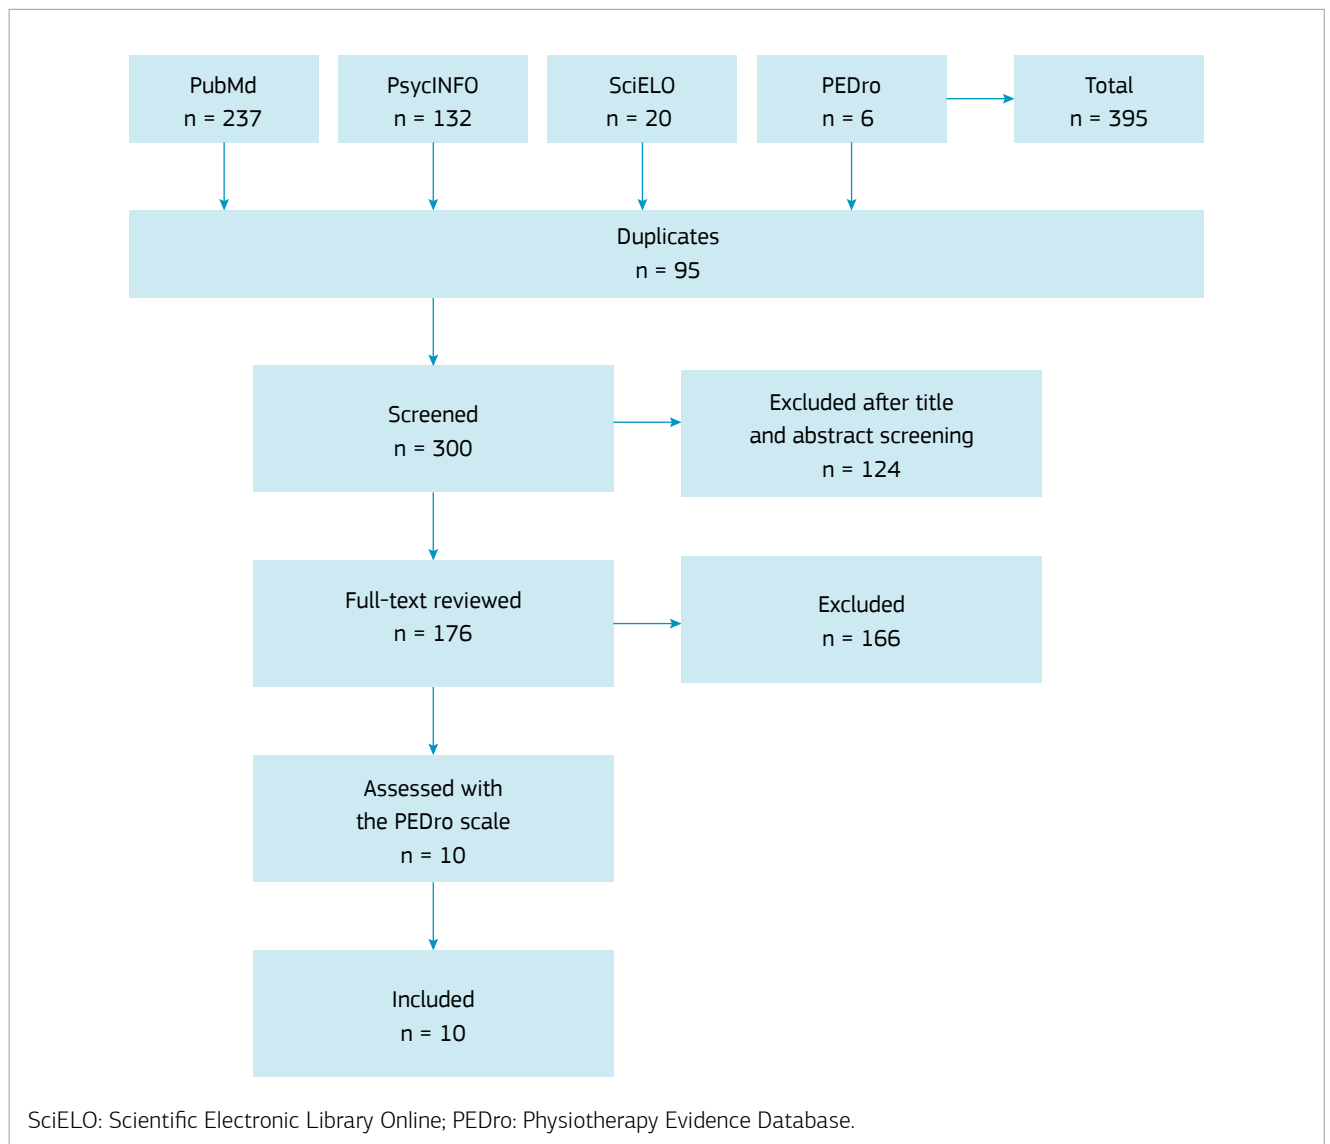 PubMd
n = 237
PsycINFO
n = 132
SciELO
n = 20
PEDro
n = 6
Total
n = 395
Duplicates
n = 95
Screened
n = 300
Excluded after title
and abstract screening
n = 124
Full-text reviewed
n = 176
Excluded
n = 166
Assessed with
the PEDro scale
n = 10
Included
n = 10
SciELO: Scientific Electronic Library Online; PEDro: Physiotherapy Evidence Database.